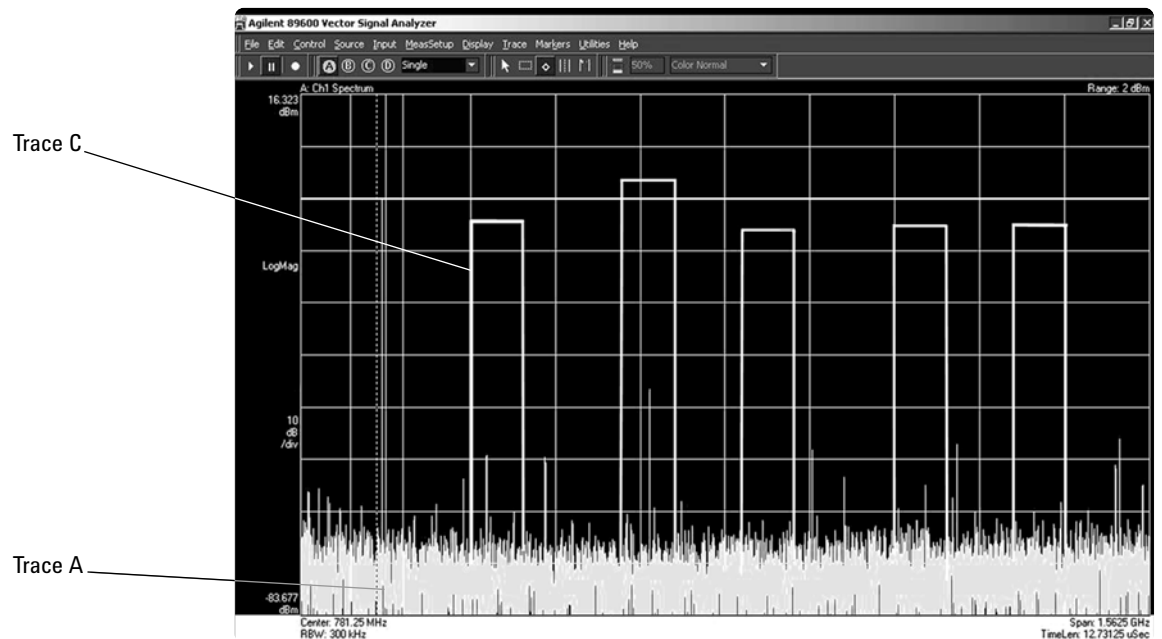 Agilent 89600 Vector Signal Analyzer
File Edit Control Source Input MeasSetup Display Trace Markers Utilities Help
A B C D Single 50% Color Normal
A: Ch1 Spectrum Range: 2 dBm
16.323
dBm
Trace C
LogMag
10
dB
/div
Trace A
-83.677
dBm
Center: 781.25 MHz Span: 1.5625 GHz
RBW: 300 kHz TimeLen: 12.73125 uSec